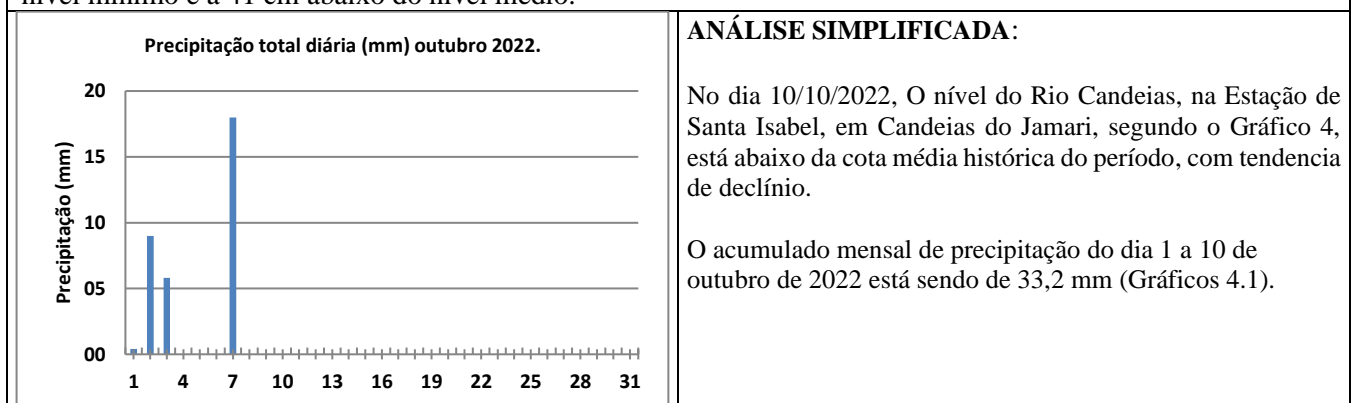 nível mínimo e a 41 cm abaixo do nível médio.
Precipitação total diária (mm) outubro 2022.
Precipitação (mm)
20
15
10
05
00
1 4 7 10 13 16 19 22 25 28 31
ANÁLISE SIMPLIFICADA:
No dia 10/10/2022, O nível do Rio Candeias, na Estação de
Santa Isabel, em Candeias do Jamari, segundo o Gráfico 4,
está abaixo da cota média histórica do período, com tendencia
de declínio.
O acumulado mensal de precipitação do dia 1 a 10 de
outubro de 2022 está sendo de 33,2 mm (Gráficos 4.1).